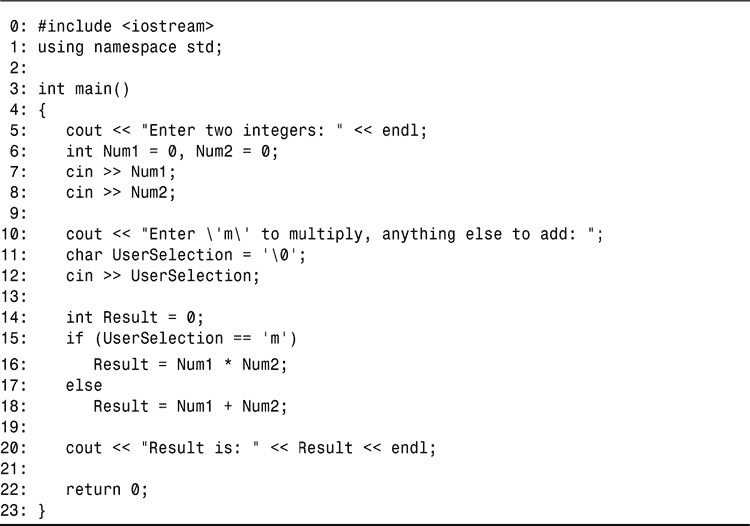 0: #include <iostream>
1: using namespace std;
2:
3: int main()
4: {
5:    cout << "Enter two integers: " << endl;
6:    int Num1 = 0, Num2 = 0;
7:    cin >> Num1;
8:    cin >> Num2;
9:
10:    cout << "Enter \'m\' to multiply, anything else to add: ";
11:    char UserSelection = '\0';
12:    cin >> UserSelection;
13:
14:    int Result = 0;
15:    if (UserSelection == 'm')
16:       Result = Num1 * Num2;
17:    else
18:       Result = Num1 + Num2;
19:
20:    cout << "Result is: " << Result << endl;
21:
22:    return 0;
23: }